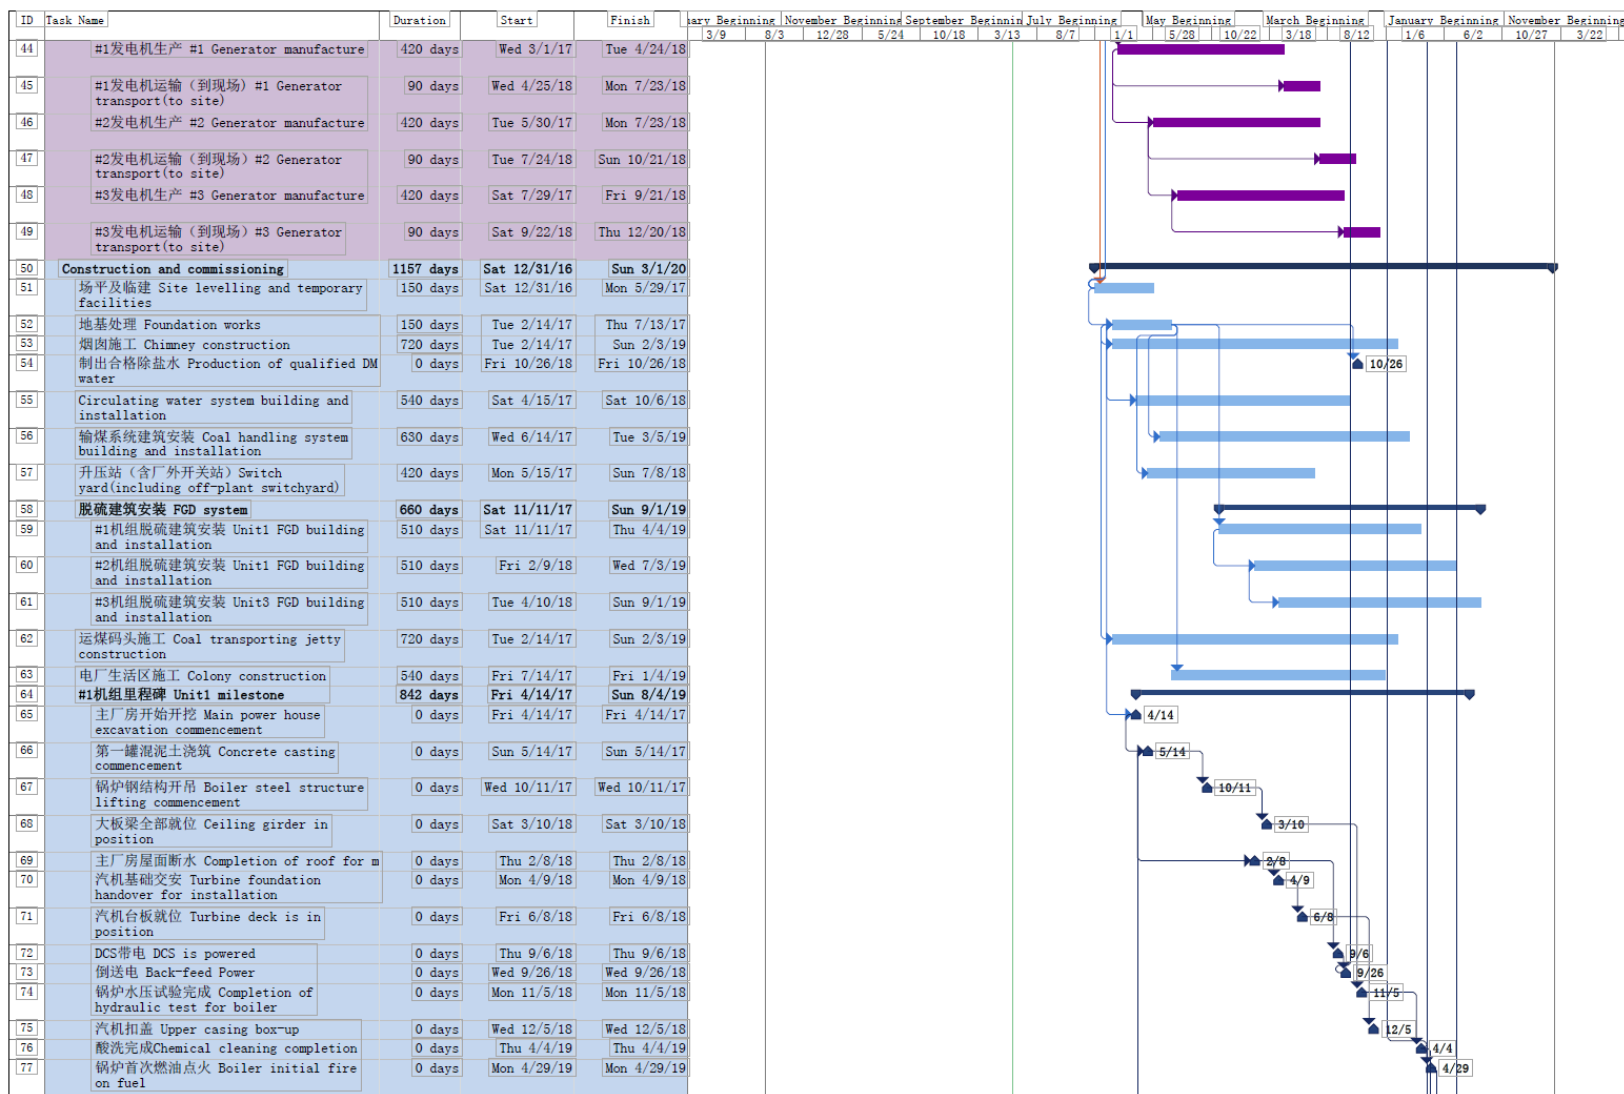 ID Task Name Duration Start Finish uary Beginning November Beginning September Beginnin July Beginning May Beginning March Beginning January Beginning November Beginning
3/9 8/3 12/28 5/24 10/18 3/13 8/7 1/1 5/28 10/22 3/18 8/12 1/6 6/2 10/27 3/22
44 #1发电机生产 #1 Generator manufacture 420 days Wed 3/1/17 Tue 4/24/18
45 #1发电机运输（到现场）#1 Generator 90 days Wed 4/25/18 Mon 7/23/18
transport(to site)
46 #2发电机生产 #2 Generator manufacture 420 days Tue 5/30/17 Mon 7/23/18
47 #2发电机运输（到现场）#2 Generator 90 days Tue 7/24/18 Sun 10/21/18
transport(to site)
48 #3发电机生产 #3 Generator manufacture 420 days Sat 7/29/17 Fri 9/21/18
49 #3发电机运输（到现场）#3 Generator 90 days Sat 9/22/18 Thu 12/20/18
transport(to site)
50 Construction and commissioning 1157 days Sat 12/31/16 Sun 3/1/20
51 场平及临建 Site levelling and temporary 150 days Sat 12/31/16 Mon 5/29/17
facilities
52 地基处理 Foundation works 150 days Tue 2/14/17 Thu 7/13/17
53 烟囱施工 Chimney construction 720 days Tue 2/14/17 Sun 2/3/19
54 制出合格除盐水 Production of qualified DM 0 days Fri 10/26/18 Fri 10/26/18 10/26
water
55 Circulating water system building and 540 days Sat 4/15/17 Sat 10/6/18
installation
56 输煤系统建筑安装 Coal handling system 630 days Wed 6/14/17 Tue 3/5/19
building and installation
57 升压站（含厂外开关站）Switch 420 days Mon 5/15/17 Sun 7/8/18
yard(including off-plant switchyard)
58 脱硫建筑安装 FGD system 660 days Sat 11/11/17 Sun 9/1/19
59 #1机组脱硫建筑安装 Unit1 FGD building 510 days Sat 11/11/17 Thu 4/4/19
and installation
60 #2机组脱硫建筑安装 Unit1 FGD building 510 days Fri 2/9/18 Wed 7/3/19
and installation
61 #3机组脱硫建筑安装 Unit3 FGD building 510 days Tue 4/10/18 Sun 9/1/19
and installation
62 运煤码头施工 Coal transporting jetty 720 days Tue 2/14/17 Sun 2/3/19
construction
63 电厂生活区施工 Colony construction 540 days Fri 7/14/17 Fri 1/4/19
64 #1机组里程碑 Unit1 milestone 842 days Fri 4/14/17 Sun 8/4/19
65 主厂房开始开挖 Main power house 0 days Fri 4/14/17 Fri 4/14/17 4/14
excavation commencement
66 第一罐混泥土浇筑 Concrete casting 0 days Sun 5/14/17 Sun 5/14/17 5/14
commencement
67 锅炉钢结构开吊 Boiler steel structure 0 days Wed 10/11/17 Wed 10/11/17 10/11
lifting commencement
68 大板梁全部就位 Ceiling girder in 0 days Sat 3/10/18 Sat 3/10/18 3/10
position
69 主厂房屋面断水 Completion of roof for m 0 days Thu 2/8/18 Thu 2/8/18 2/8
70 汽机基础交安 Turbine foundation 0 days Mon 4/9/18 Mon 4/9/18 4/9
handover for installation
71 汽机台板就位 Turbine deck is in 0 days Fri 6/8/18 Fri 6/8/18 6/8
position
72 DCS带电 DCS is powered 0 days Thu 9/6/18 Thu 9/6/18 9/6
73 倒送电 Back-feed Power 0 days Wed 9/26/18 Wed 9/26/18 9/26
74 锅炉水压试验完成 Completion of 0 days Mon 11/5/18 Mon 11/5/18 11/5
hydraulic test for boiler
75 汽机扣盖 Upper casing box-up 0 days Wed 12/5/18 Wed 12/5/18 12/5
76 酸洗完成Chemical cleaning completion 0 days Thu 4/4/19 Thu 4/4/19 4/4
77 锅炉首次燃油点火 Boiler initial fire 0 days Mon 4/29/19 Mon 4/29/19 4/29
on fuel